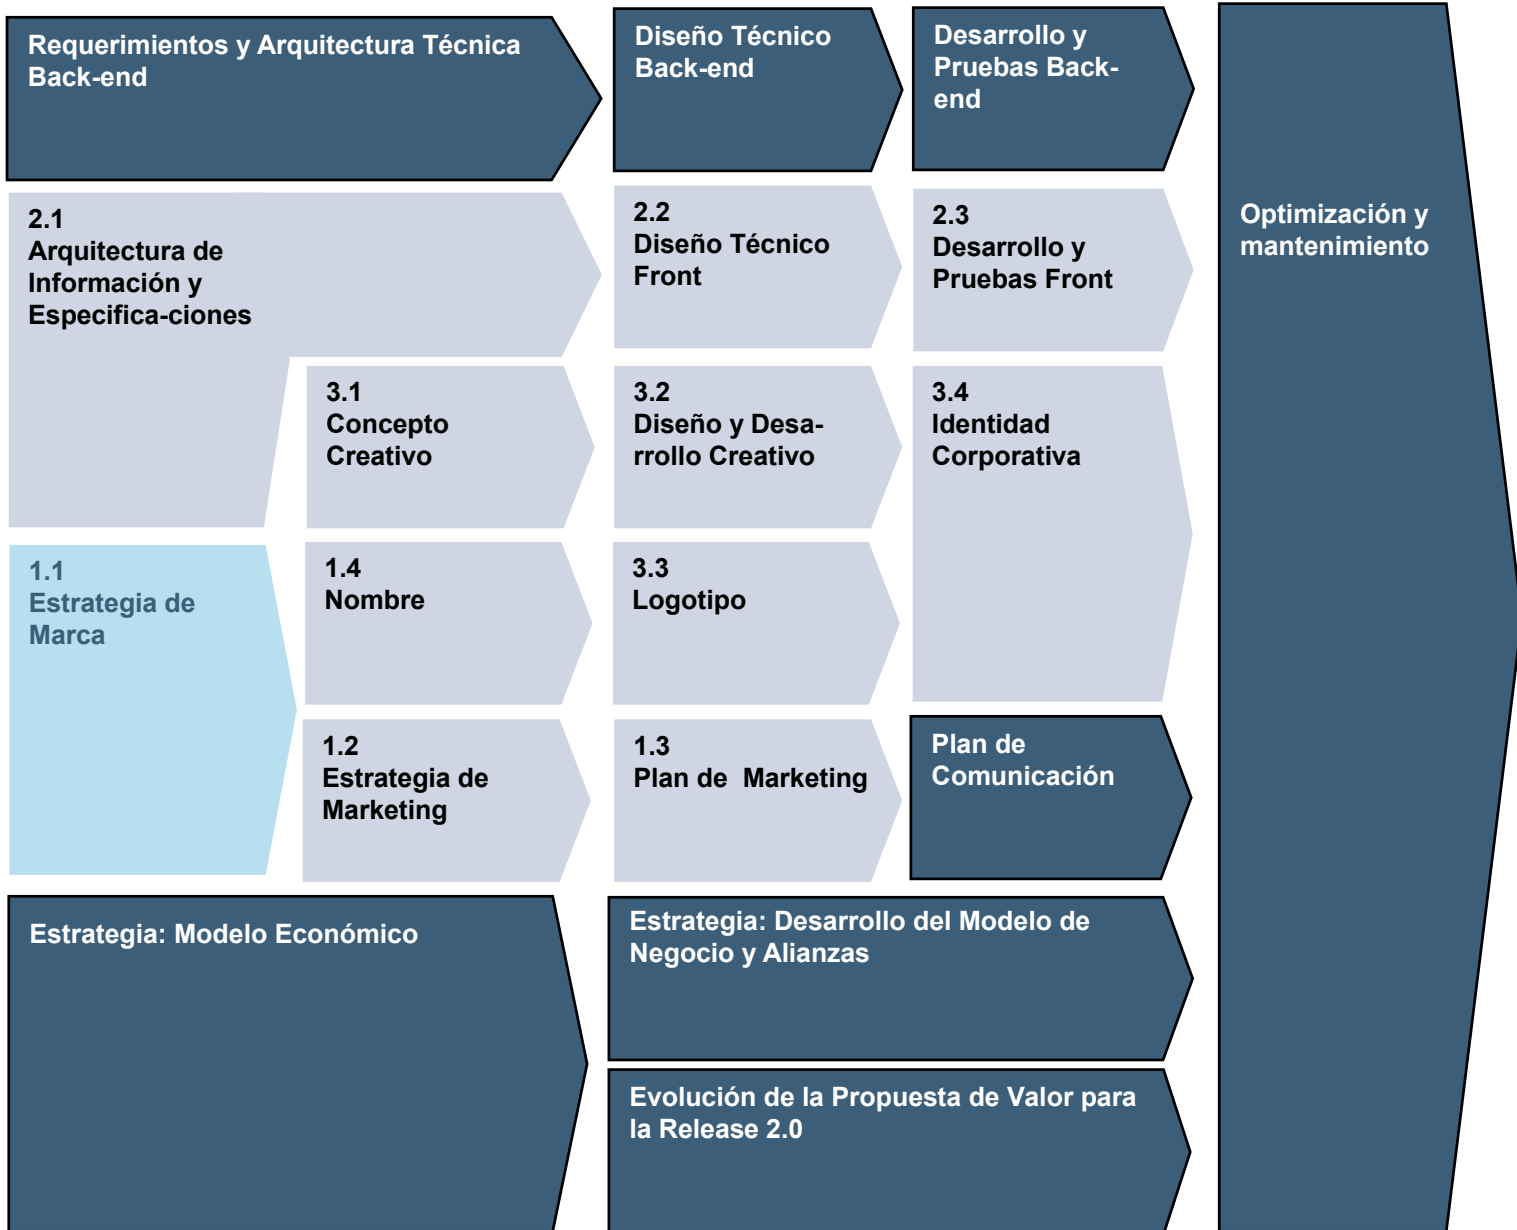 Requerimientos y Arquitectura Técnica
Back-end
Diseño Técnico
Back-end
Desarrollo y
Pruebas Back-
end
Optimización y
mantenimiento
2.1
Arquitectura de
Información y
Especifica-ciones
2.2
Diseño Técnico
Front
2.3
Desarrollo y
Pruebas Front
3.1
Concepto
Creativo
3.2
Diseño y Desa-
rrollo Creativo
3.4
Identidad
Corporativa
1.1
Estrategia de
Marca
1.4
Nombre
3.3
Logotipo
1.2
Estrategia de
Marketing
1.3
Plan de  Marketing
Plan de
Comunicación
Estrategia: Modelo Económico
Estrategia: Desarrollo del Modelo de
Negocio y Alianzas
Evolución de la Propuesta de Valor para
la Release 2.0